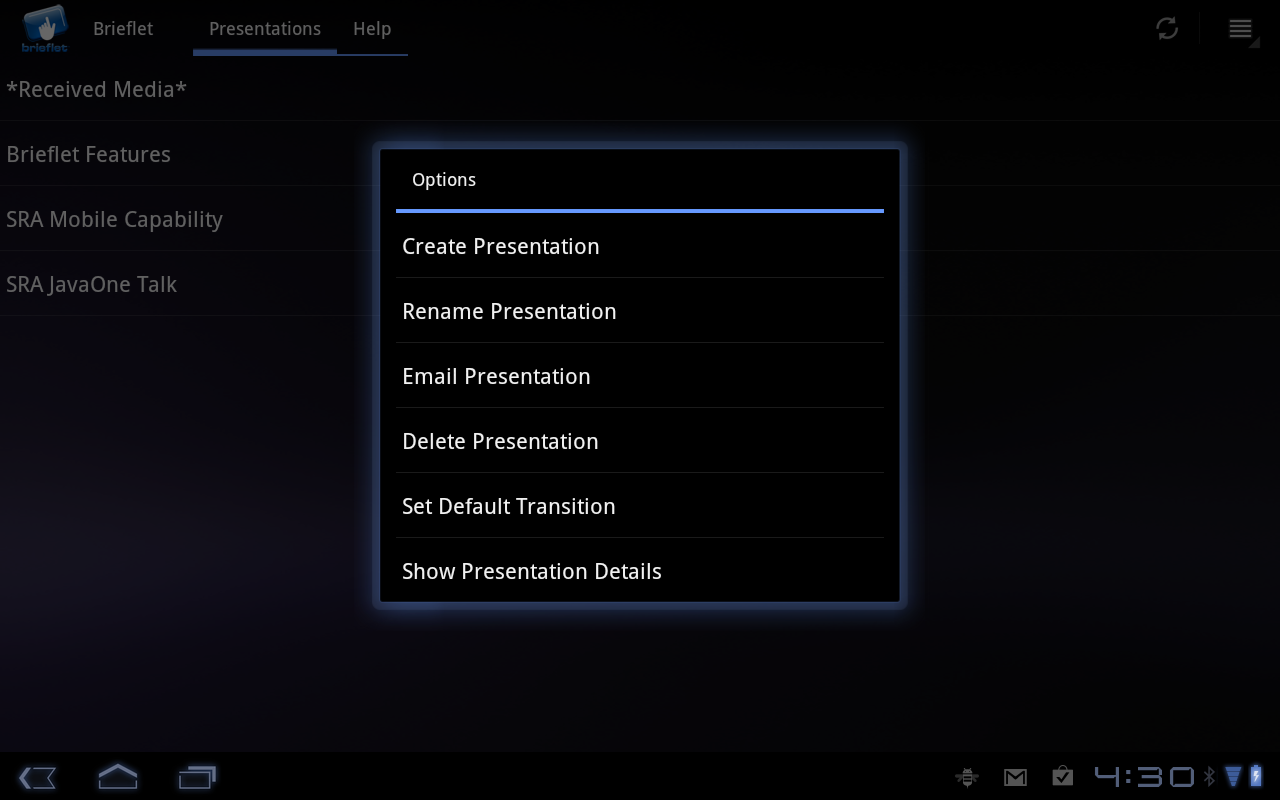 brieflet
Brieflet
Presentations
Help
*Received Media*
Brieflet Features
SRA Mobile Capability
SRA JavaOne Talk
Options
Create Presentation
Rename Presentation
Email Presentation
Delete Presentation
Set Default Transition
Show Presentation Details
4:30